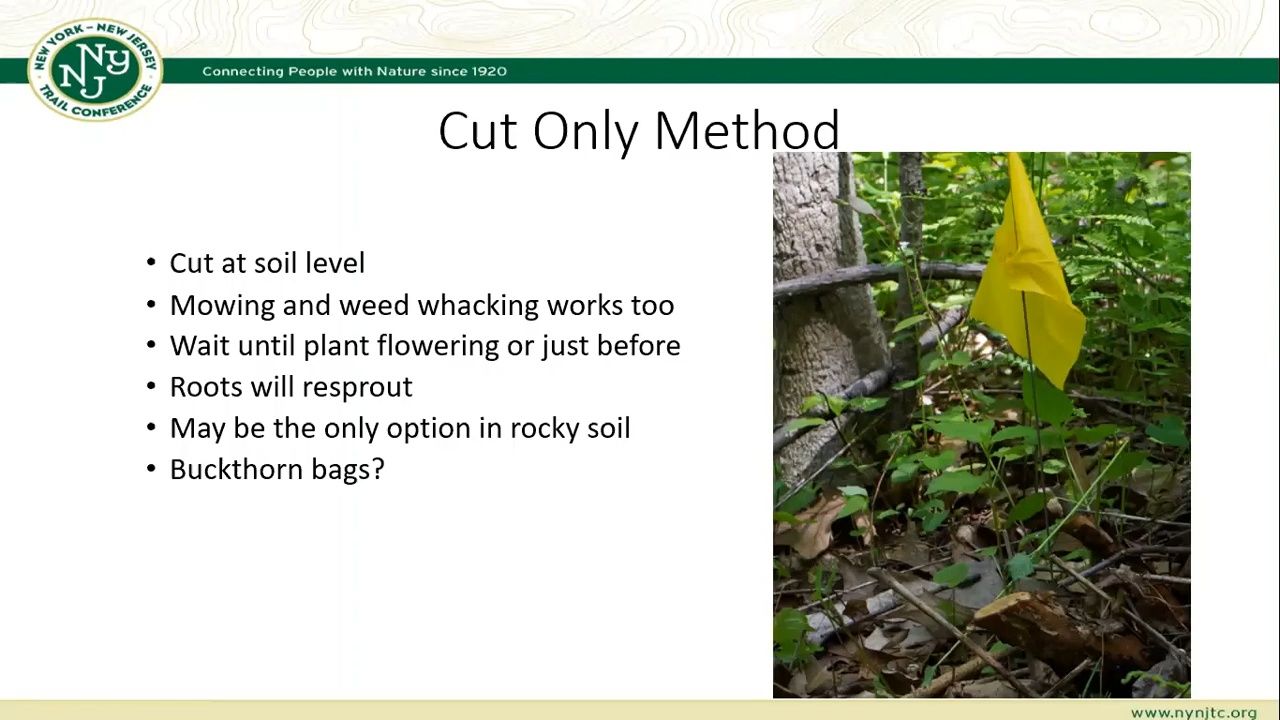 NEW YORK – NEW JERSEY
NY
NJ
TRAIL CONFERENCE
Connecting People with Nature since 1920
Cut Only Method
• Cut at soil level
• Mowing and weed whacking works too
• Wait until plant flowering or just before
• Roots will resprout
• May be the only option in rocky soil
• Buckthorn bags?
www.nynjtc.org